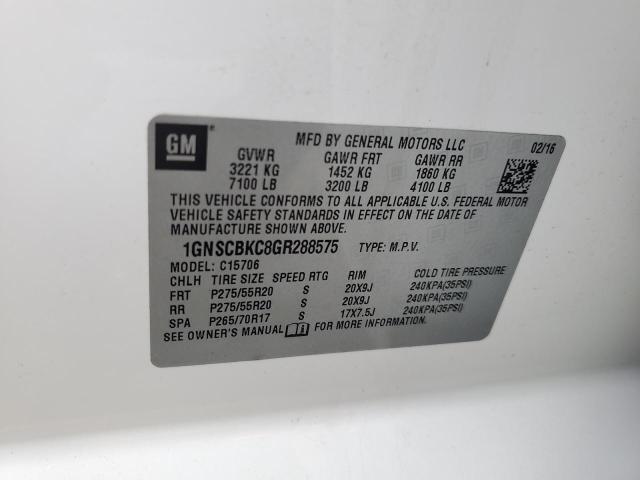 GM ®
MFD BY GENERAL MOTORS LLC 02/16
GVWR GAWR FRT GAWR RR
3221 KG 1452 KG 1860 KG
7100 LB 3200 LB 4100 LB
THIS VEHICLE CONFORMS TO ALL APPLICABLE U.S. FEDERAL MOTOR
VEHICLE SAFETY STANDARDS IN EFFECT ON THE DATE OF
MANUFACTURE SHOWN ABOVE.
1GNSCBKC8GR288575 TYPE: M.P.V.
MODEL: C15706
CHLH TIRE SIZE SPEED RTG RIM COLD TIRE PRESSURE
FRT P275/55R20 S 20X9J 240KPA(35PSI)
RR P275/55R20 S 20X9J 240KPA(35PSI)
SPA P265/70R17 S 17X7.5J 240KPA(35PSI)
SEE OWNER'S MANUAL FOR MORE INFORMATION.